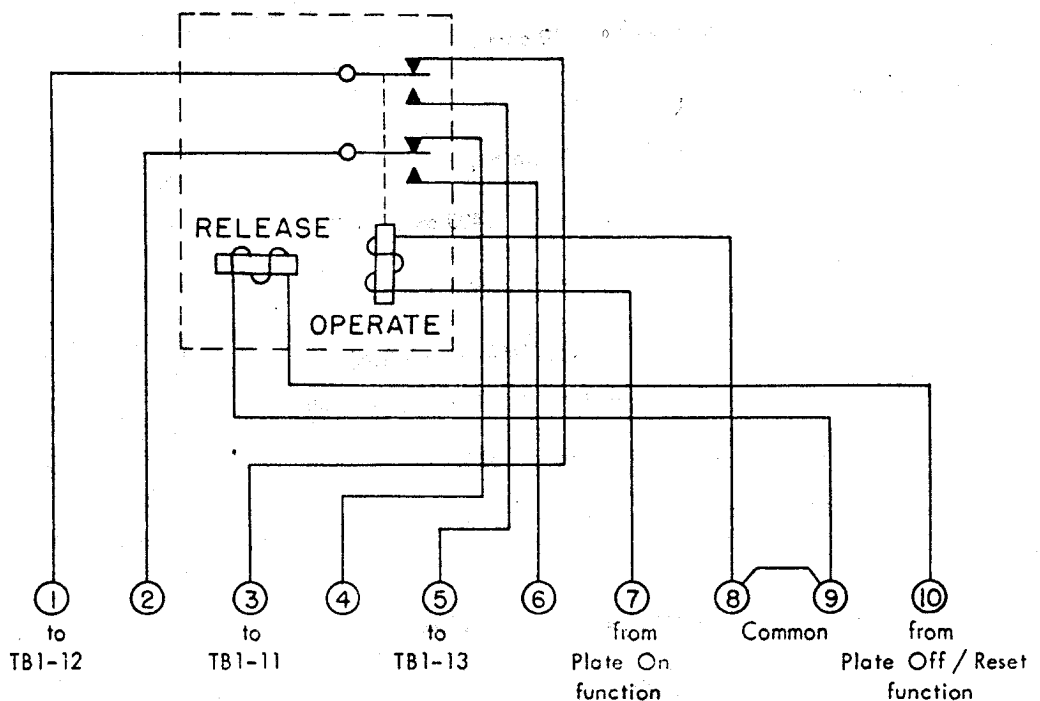 RELEASE
OPERATE
1 2 3 4 5 6 7 8 9 10
to to to from Common from
TB1-12 TB1-11 TB1-13 Plate On Plate Off / Reset
function function